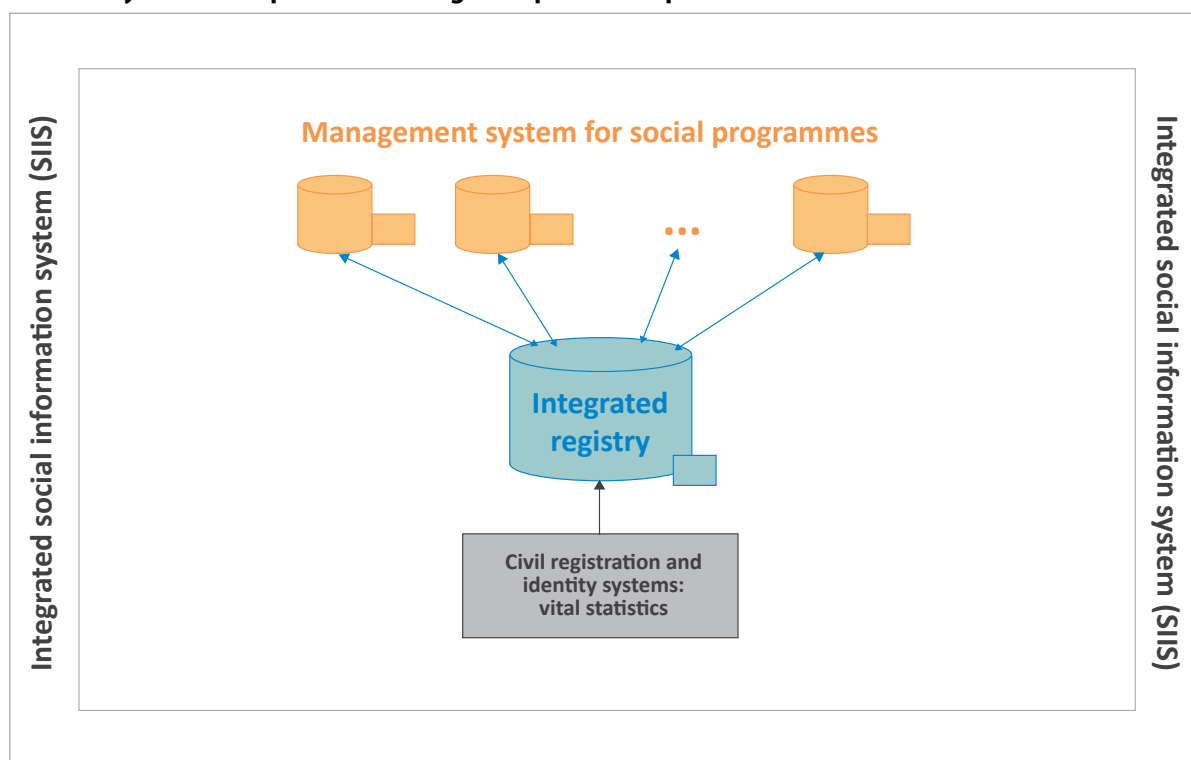 Integrated social information system (SIIS)
Management system for social programmes
...
Integrated
registry
Civil registration and
identity systems:
vital statistics
Integrated social information system (SIIS)